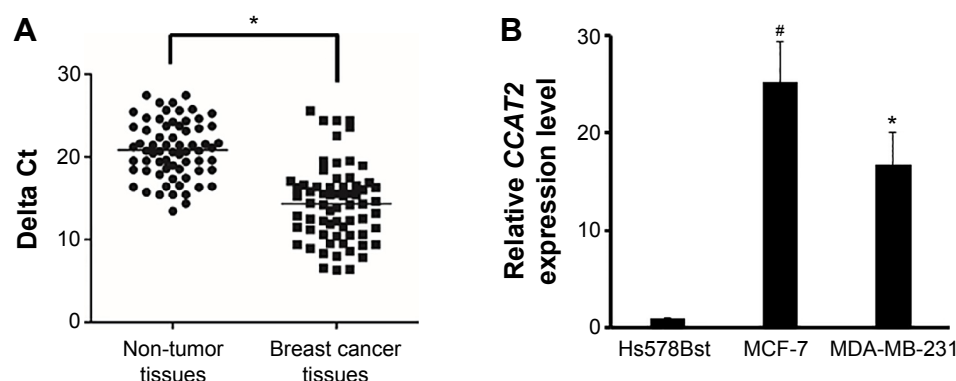 A
*
Delta Ct
30
20
10
0
Non-tumor
tissues
Breast cancer
tissues
B
Relative CCAT2
expression level
30
20
10
0
#
*
Hs578Bst
MCF-7
MDA-MB-231